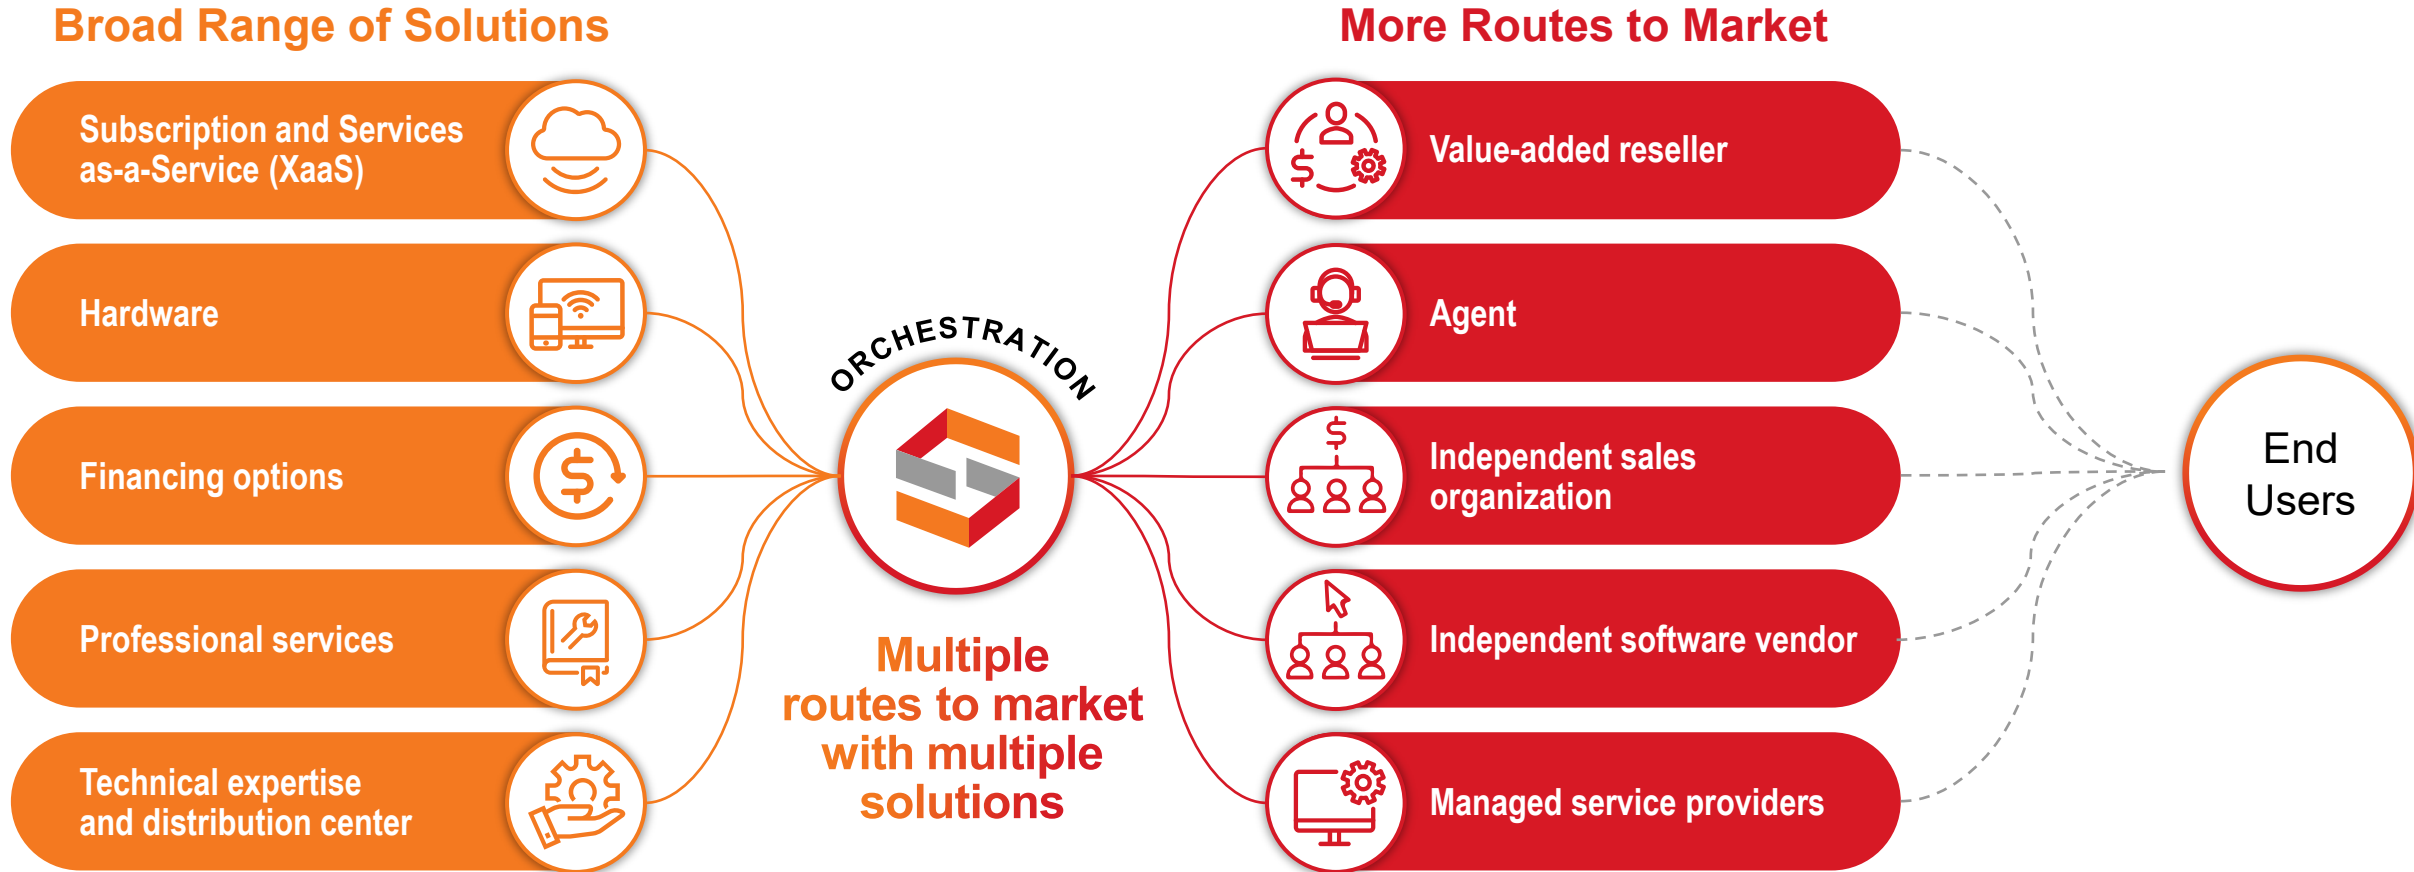 Broad Range of Solutions
Subscription and Services
as-a-Service (XaaS)
Hardware
Financing options
Professional services
Technical expertise
and distribution center
ORCHESTRATION
Multiple
routes to market
with multiple
solutions
More Routes to Market
Value-added reseller
Agent
Independent sales
organization
Independent software vendor
Managed service providers
End
Users